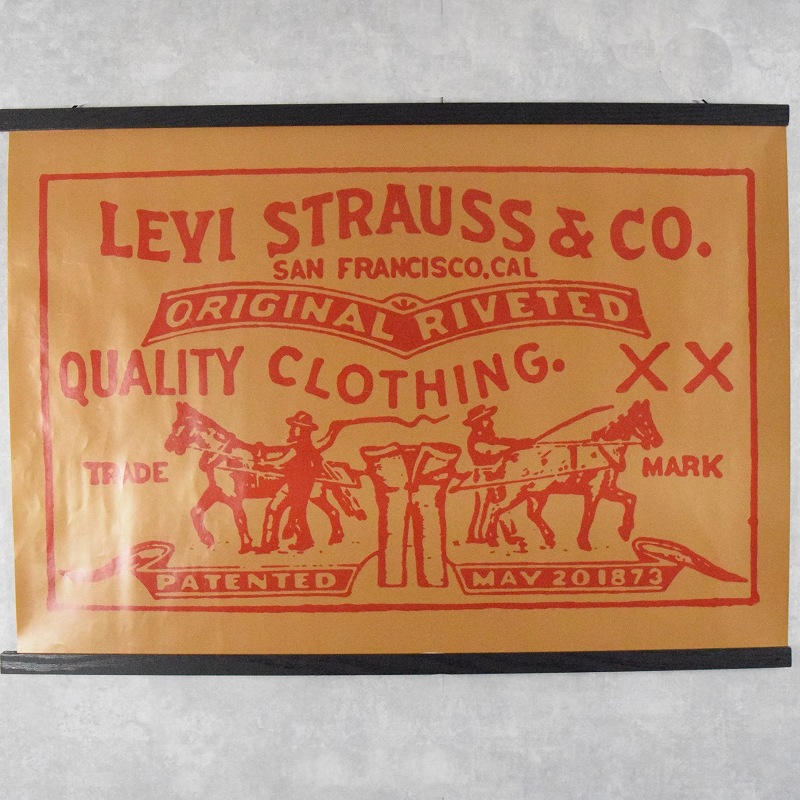 LEVI STRAUSS & CO.
SAN FRANCISCO, CAL
ORIGINAL RIVETED
QUALITY CLOTHING. XX
TRADE MARK
PATENTED MAY 20 1873